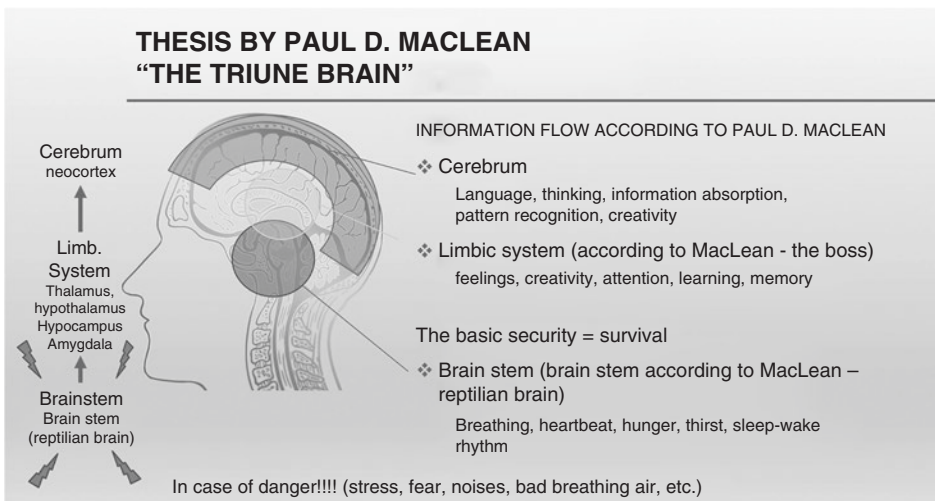 THESIS BY PAUL D. MACLEAN
“THE TRIUNE BRAIN”
Cerebrum
neocortex
Limb.
System
Thalamus,
hypothalamus
Hypocampus
Amygdala
Brainstem
Brain stem
(reptilian brain)
INFORMATION FLOW ACCORDING TO PAUL D. MACLEAN
❖ Cerebrum
Language, thinking, information absorption,
pattern recognition, creativity
❖ Limbic system (according to MacLean - the boss)
feelings, creativity, attention, learning, memory
The basic security = survival
❖ Brain stem (brain stem according to MacLean –
reptilian brain)
Breathing, heartbeat, hunger, thirst, sleep-wake
rhythm
In case of danger!!!! (stress, fear, noises, bad breathing air, etc.)